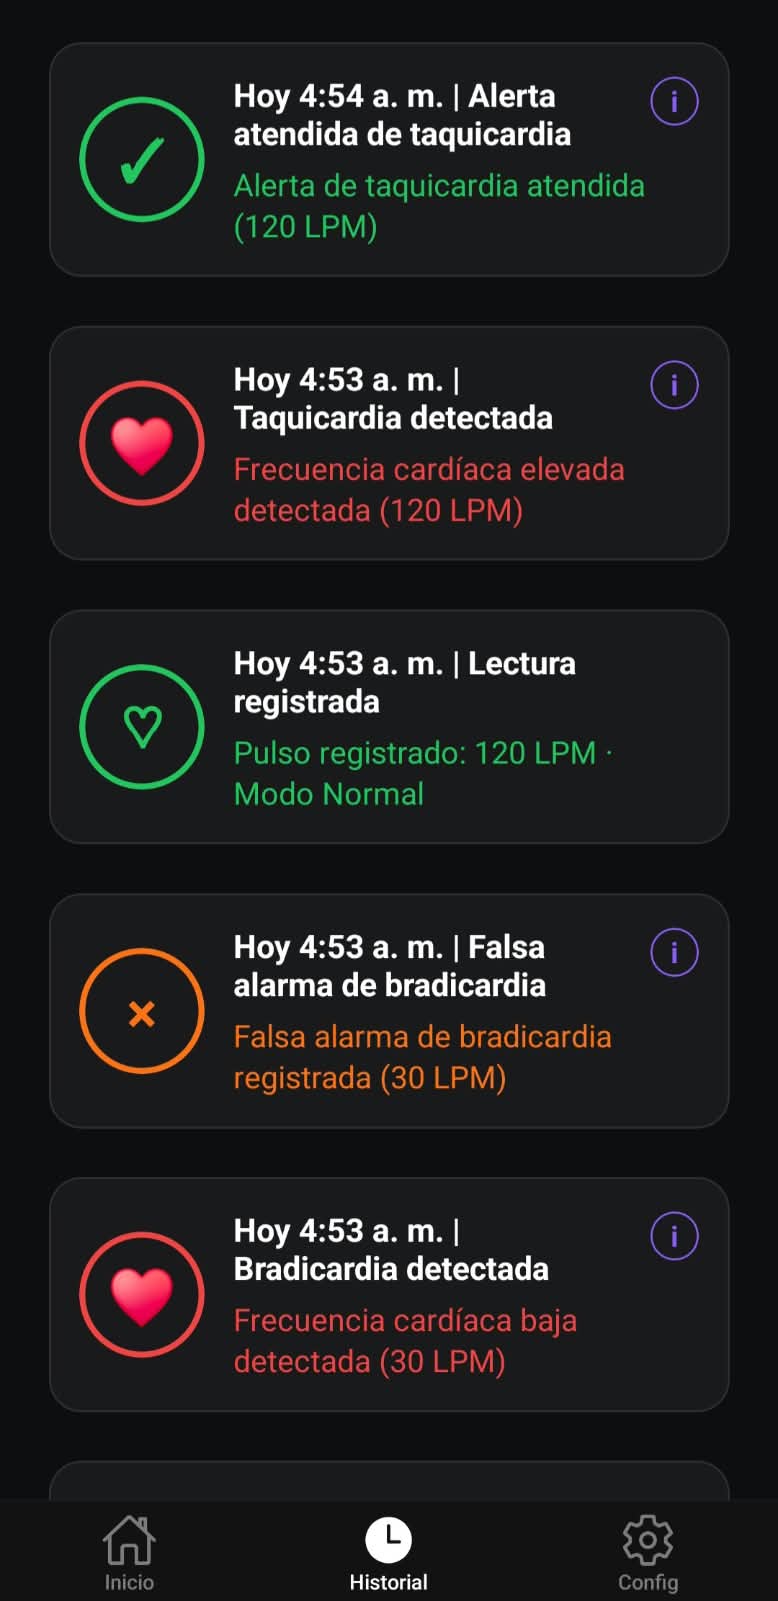 Hoy 4:54 a. m. | Alerta
atendida de taquicardia
i
Alerta de taquicardia atendida
(120 LPM)
Hoy 4:53 a. m. |
Taquicardia detectada
i
Frecuencia cardíaca elevada
detectada (120 LPM)
Hoy 4:53 a. m. | Lectura
registrada
Pulso registrado: 120 LPM ·
Modo Normal
Hoy 4:53 a. m. | Falsa
alarma de bradicardia
i
Falsa alarma de bradicardia
registrada (30 LPM)
Hoy 4:53 a. m. |
Bradicardia detectada
i
Frecuencia cardíaca baja
detectada (30 LPM)
Inicio
Historial
Config